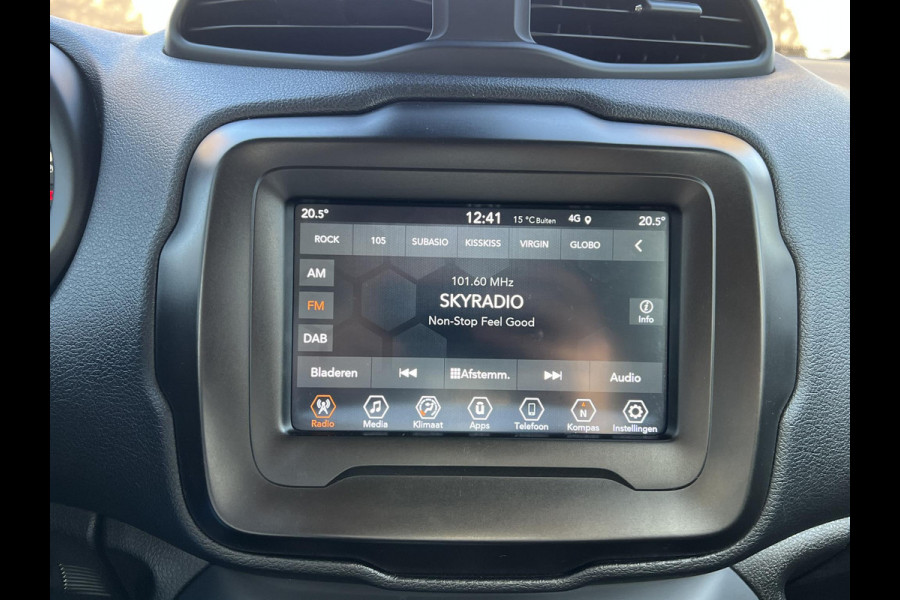 20.5° 12:41 15 °C Buiten 4G 20.5°
ROCK 105 SUBASIO KISSKISS VIRGIN GLOBO
AM
101.60 MHz
FM
SKYRADIO
Info
Non-Stop Feel Good
DAB
Bladeren Afstemm. Audio
N
Radio Media Klimaat Apps Telefoon Kompas Instellingen